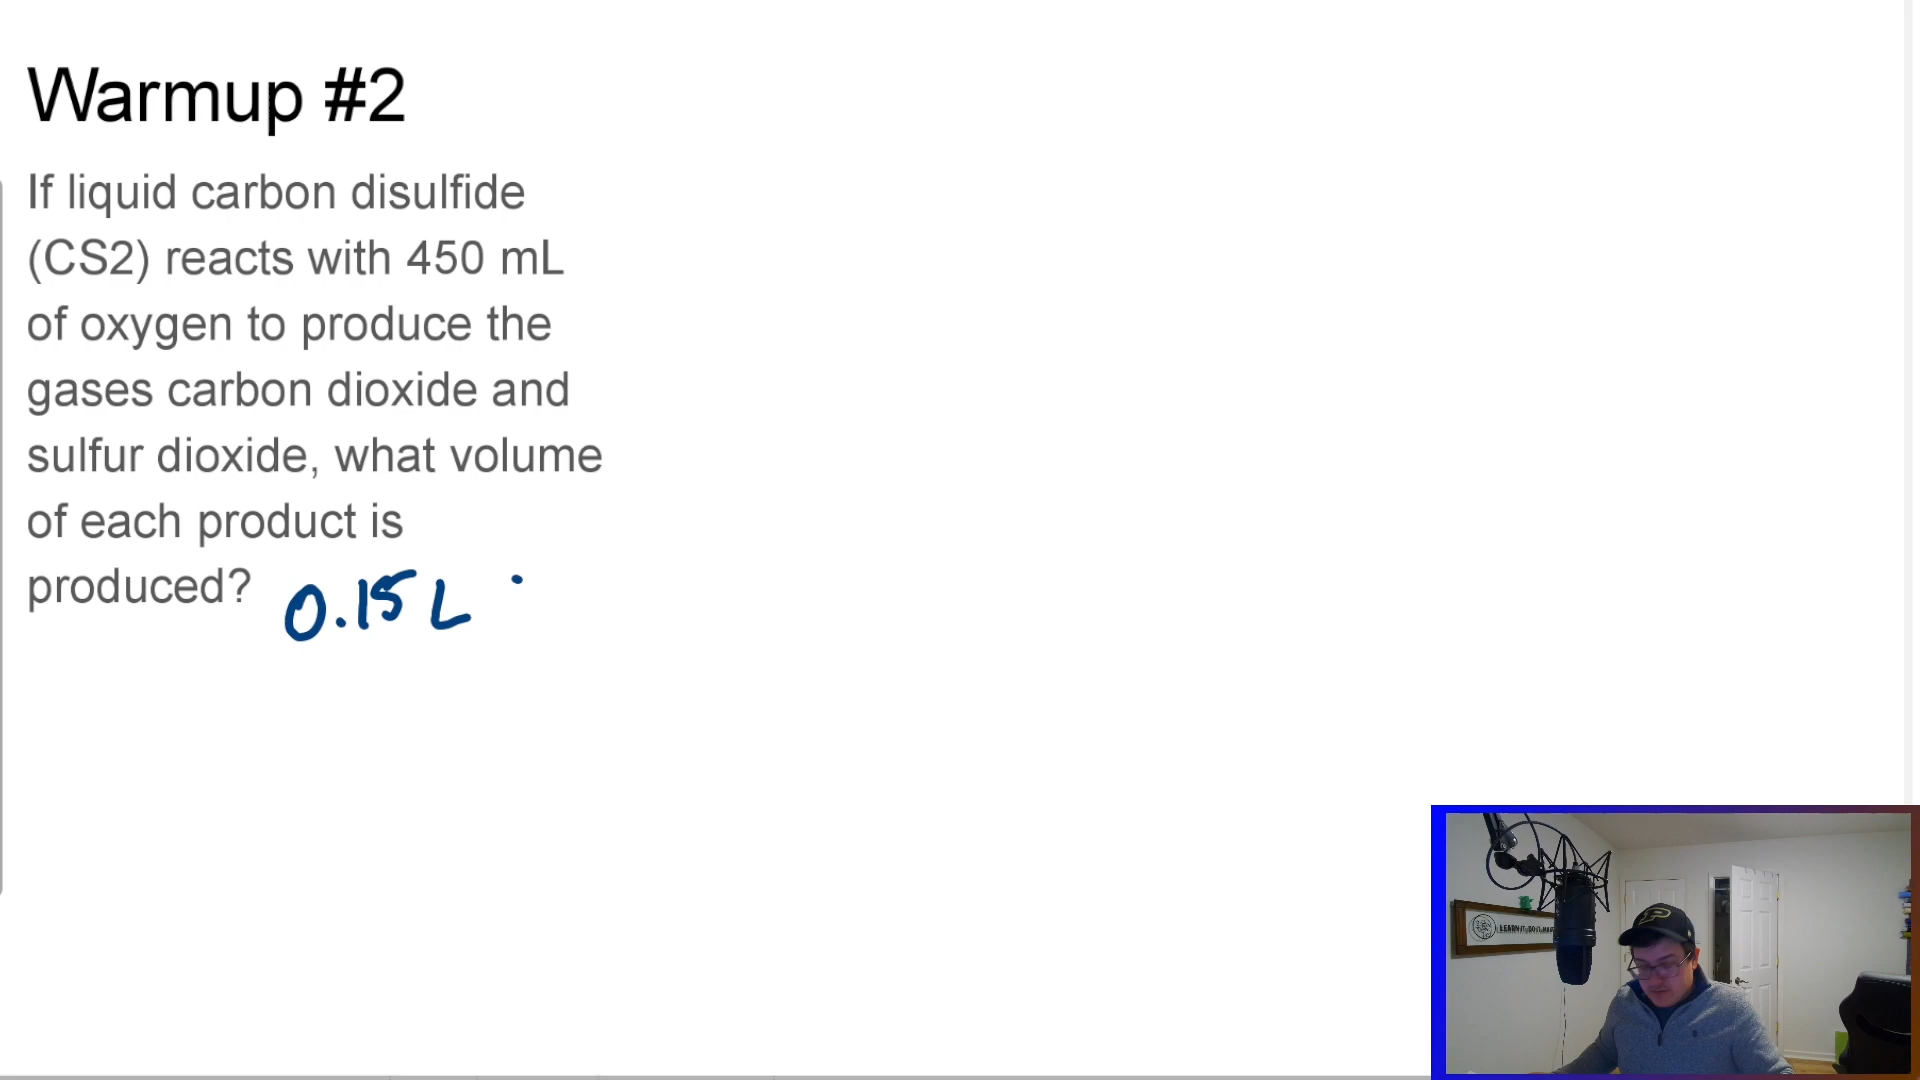 Warmup #2
If liquid carbon disulfide
(CS2) reacts with 450 mL
of oxygen to produce the
gases carbon dioxide and
sulfur dioxide, what volume
of each product is
produced? 0.15 L
P